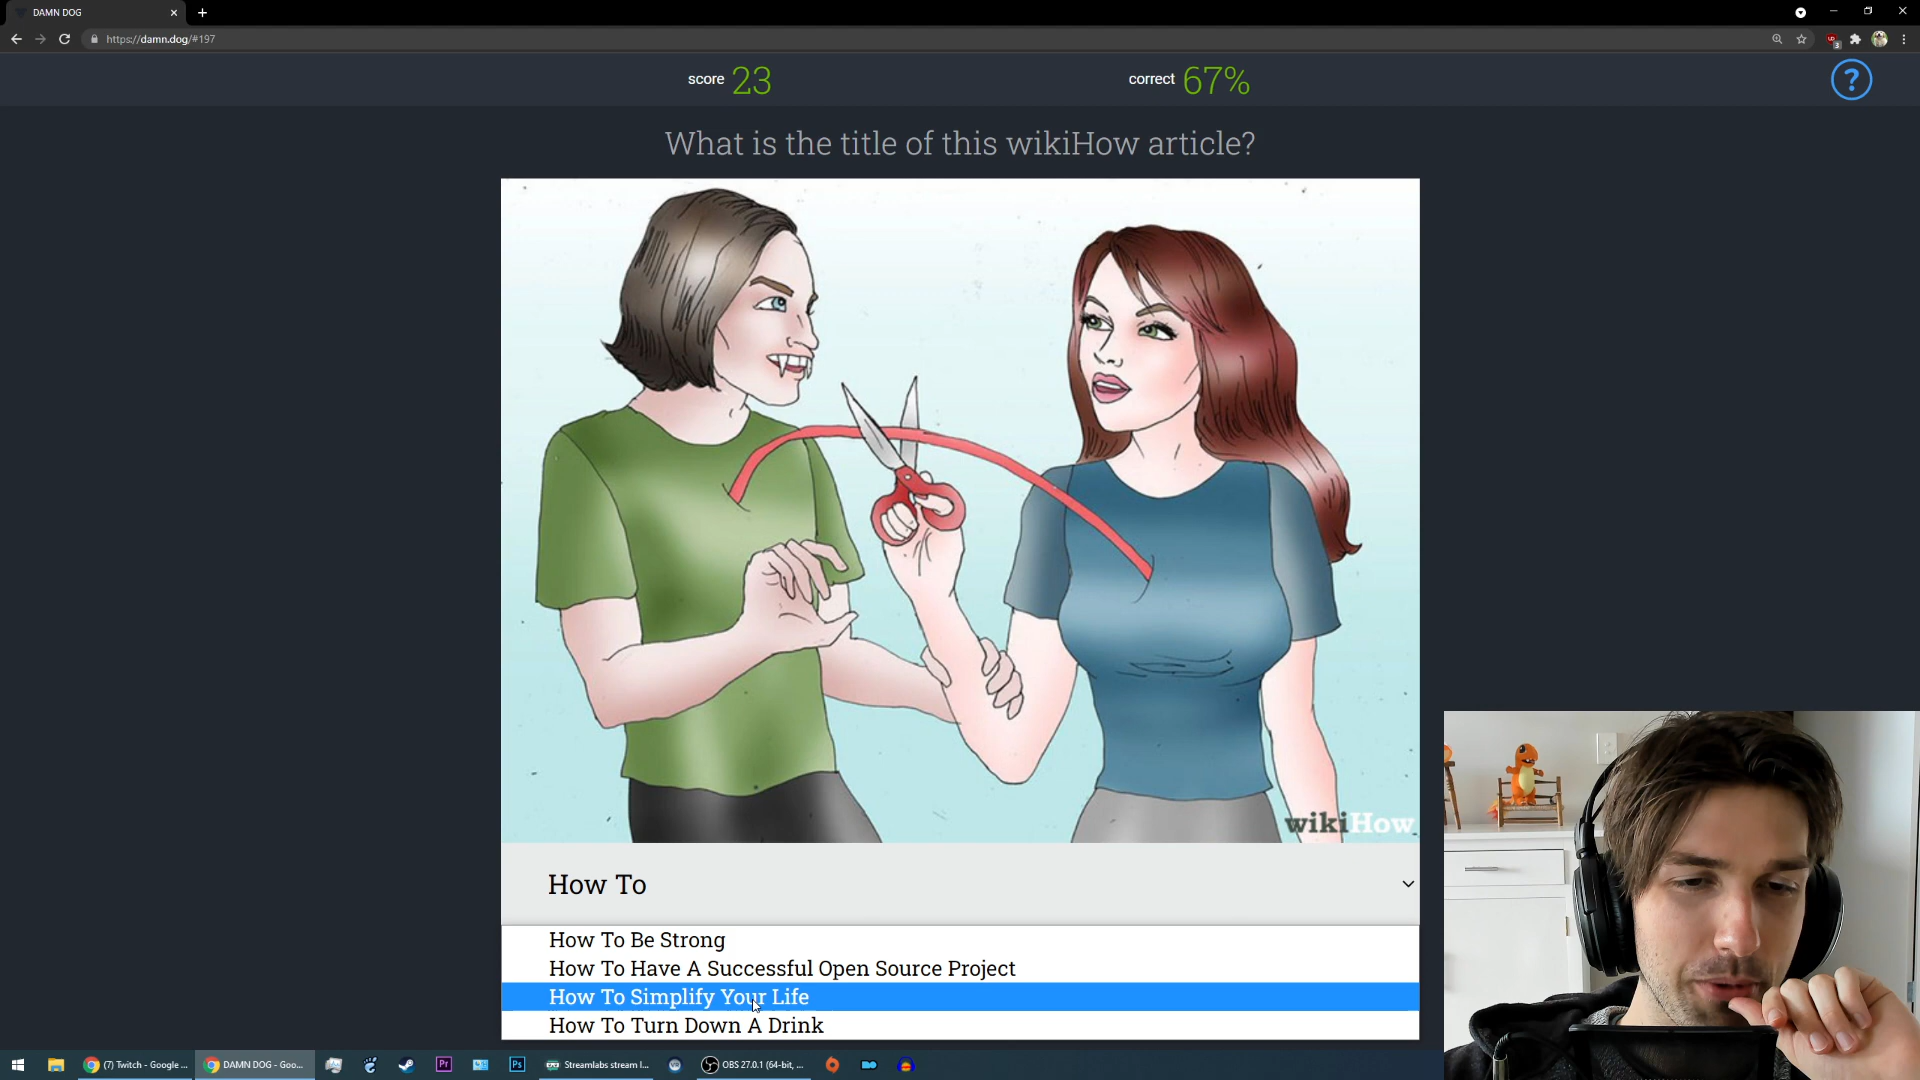 DAMN DOG
https://damn.dog/#197
score 23
correct 67%
?
What is the title of this wikiHow article?
wikiHow
How To
How To Be Strong
How To Have A Successful Open Source Project
How To Simplify Your Life
How To Turn Down A Drink
(7) Twitch - Google ...
DAMN DOG - Goo...
Pr
Ps
Streamlabs stream l...
OBS 27.0.1 (64-bit, ...